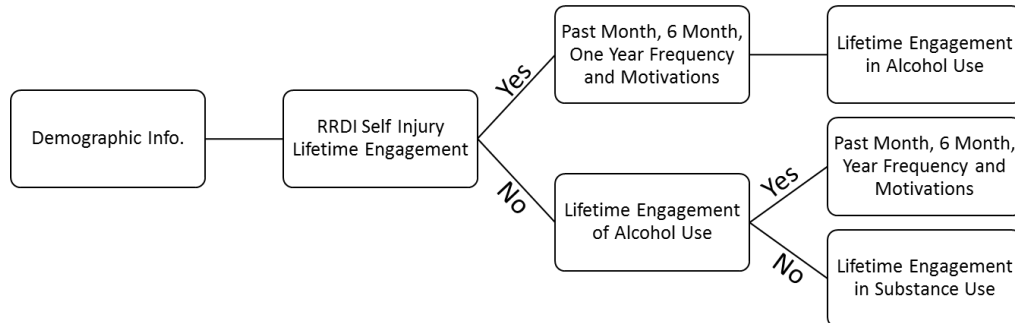 Demographic Info.
RRDI Self Injury
Lifetime Engagement
Yes
No
Past Month, 6 Month,
One Year Frequency
and Motivations
Lifetime Engagement
of Alcohol Use
Yes
No
Lifetime Engagement
in Alcohol Use
Past Month, 6 Month,
Year Frequency and
Motivations
Lifetime Engagement
in Substance Use